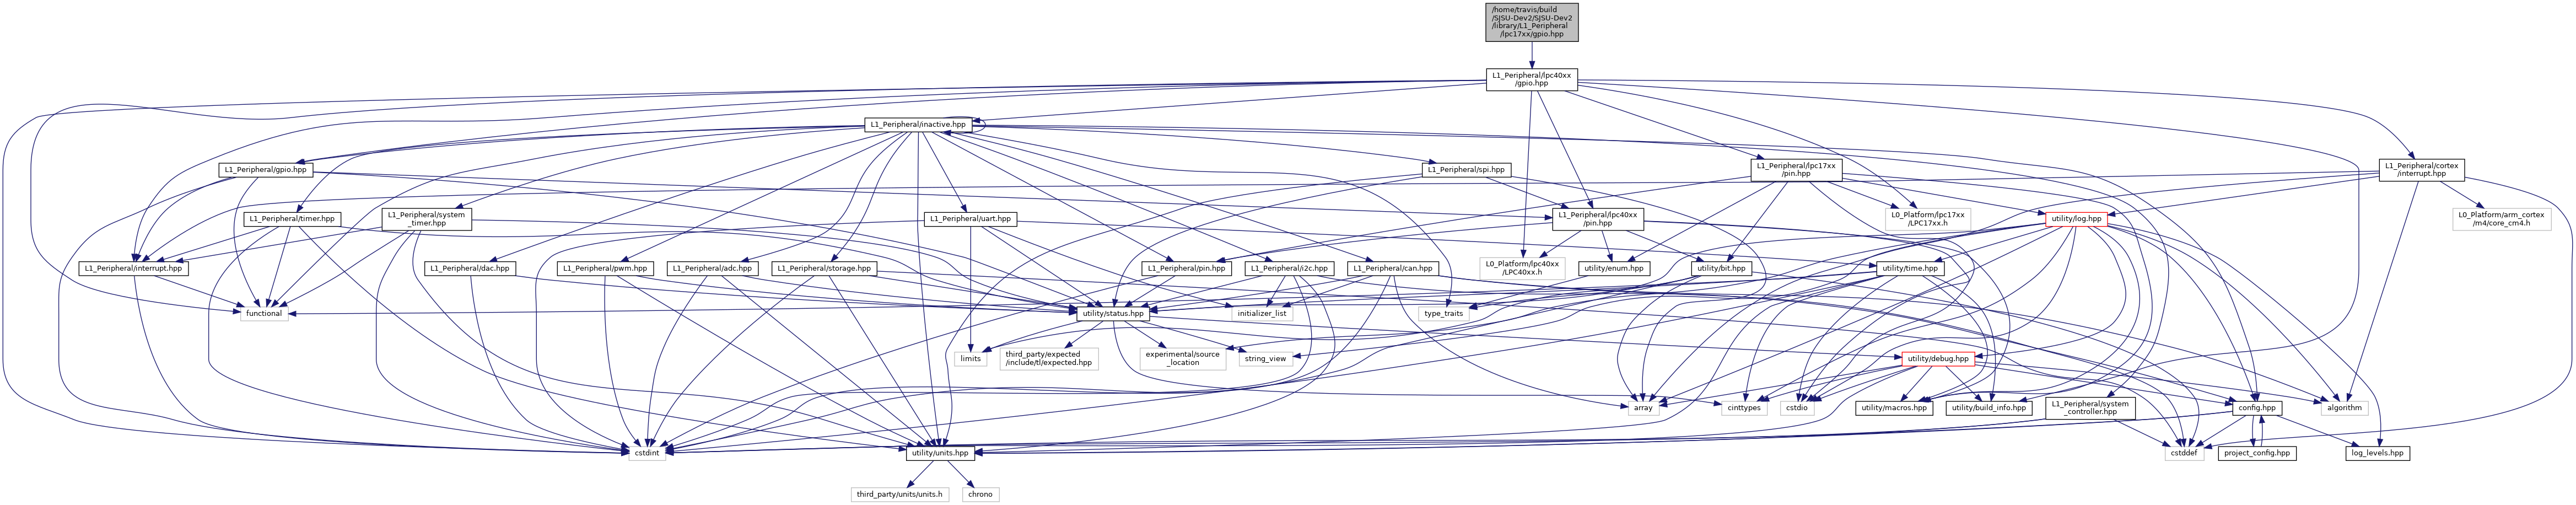 /home/travis/build
/SJSU-Dev2/SJSU-Dev2
/library/L1_Peripheral
/lpc17xx/gpio.hpp
L1_Peripheral/lpc40xx
/gpio.hpp
L1_Peripheral/inactive.hpp
L1_Peripheral/gpio.hpp
L1_Peripheral/spi.hpp
L1_Peripheral/lpc17xx
/pin.hpp
L1_Peripheral/cortex
/interrupt.hpp
L1_Peripheral/timer.hpp
L1_Peripheral/system
_timer.hpp
L1_Peripheral/uart.hpp
L1_Peripheral/lpc40xx
/pin.hpp
L0_Platform/lpc17xx
/LPC17xx.h
utility/log.hpp
L0_Platform/arm_cortex
/m4/core_cm4.h
L1_Peripheral/interrupt.hpp
L1_Peripheral/dac.hpp
L1_Peripheral/pwm.hpp
L1_Peripheral/adc.hpp
L1_Peripheral/storage.hpp
L1_Peripheral/pin.hpp
L1_Peripheral/i2c.hpp
L1_Peripheral/can.hpp
L0_Platform/lpc40xx
/LPC40xx.h
utility/enum.hpp
utility/bit.hpp
utility/time.hpp
functional
utility/status.hpp
initializer_list
type_traits
limits
third_party/expected
/include/tl/expected.hpp
experimental/source
_location
string_view
utility/debug.hpp
array
cinttypes
cstdio
utility/macros.hpp
utility/build_info.hpp
L1_Peripheral/system
_controller.hpp
config.hpp
algorithm
cstdint
utility/units.hpp
cstddef
project_config.hpp
log_levels.hpp
third_party/units/units.h
chrono